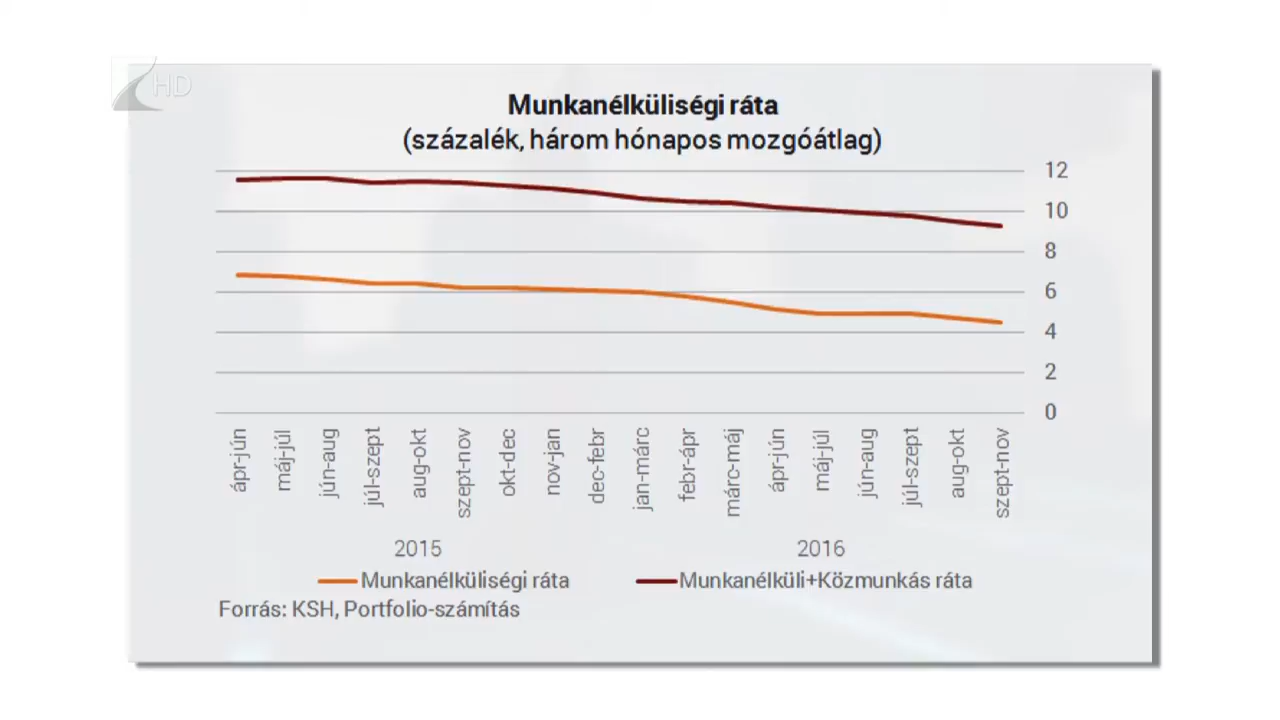 HD
Munkanélküliségi ráta
(százalék, három hónapos mozgóátlag)
12
10
8
6
4
2
0
ápr-jún
máj-júl
jún-aug
júl-szept
aug-okt
szept-nov
okt-dec
nov-jan
dec-febr
jan-márc
febr-ápr
márc-máj
ápr-jún
máj-júl
jún-aug
júl-szept
aug-okt
szept-nov
2015 2016
Munkanélküliségi ráta Munkanélküli+Közmunkás ráta
Forrás: KSH, Portfolio-számítás